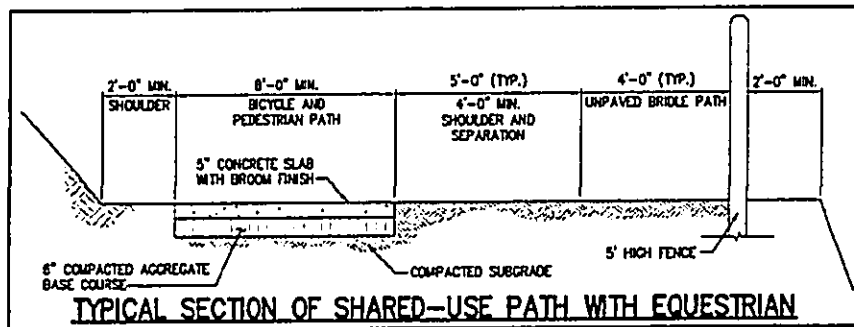 2'-0" MIN.
SHOULDER
8'-0" MIN.
BICYCLE AND
PEDESTRIAN PATH
5'-0" (TYP.)
4'-0" MIN.
SHOULDER AND
SEPARATION
4'-0" (TYP.)
UNPAVED BRIDLE PATH
2'-0" MIN.
5" CONCRETE SLAB
WITH BROOM FINISH
6" COMPACTED AGGREGATE
BASE COURSE
COMPACTED SUBGRADE
5' HIGH FENCE
TYPICAL SECTION OF SHARED-USE PATH WITH EQUESTRIAN